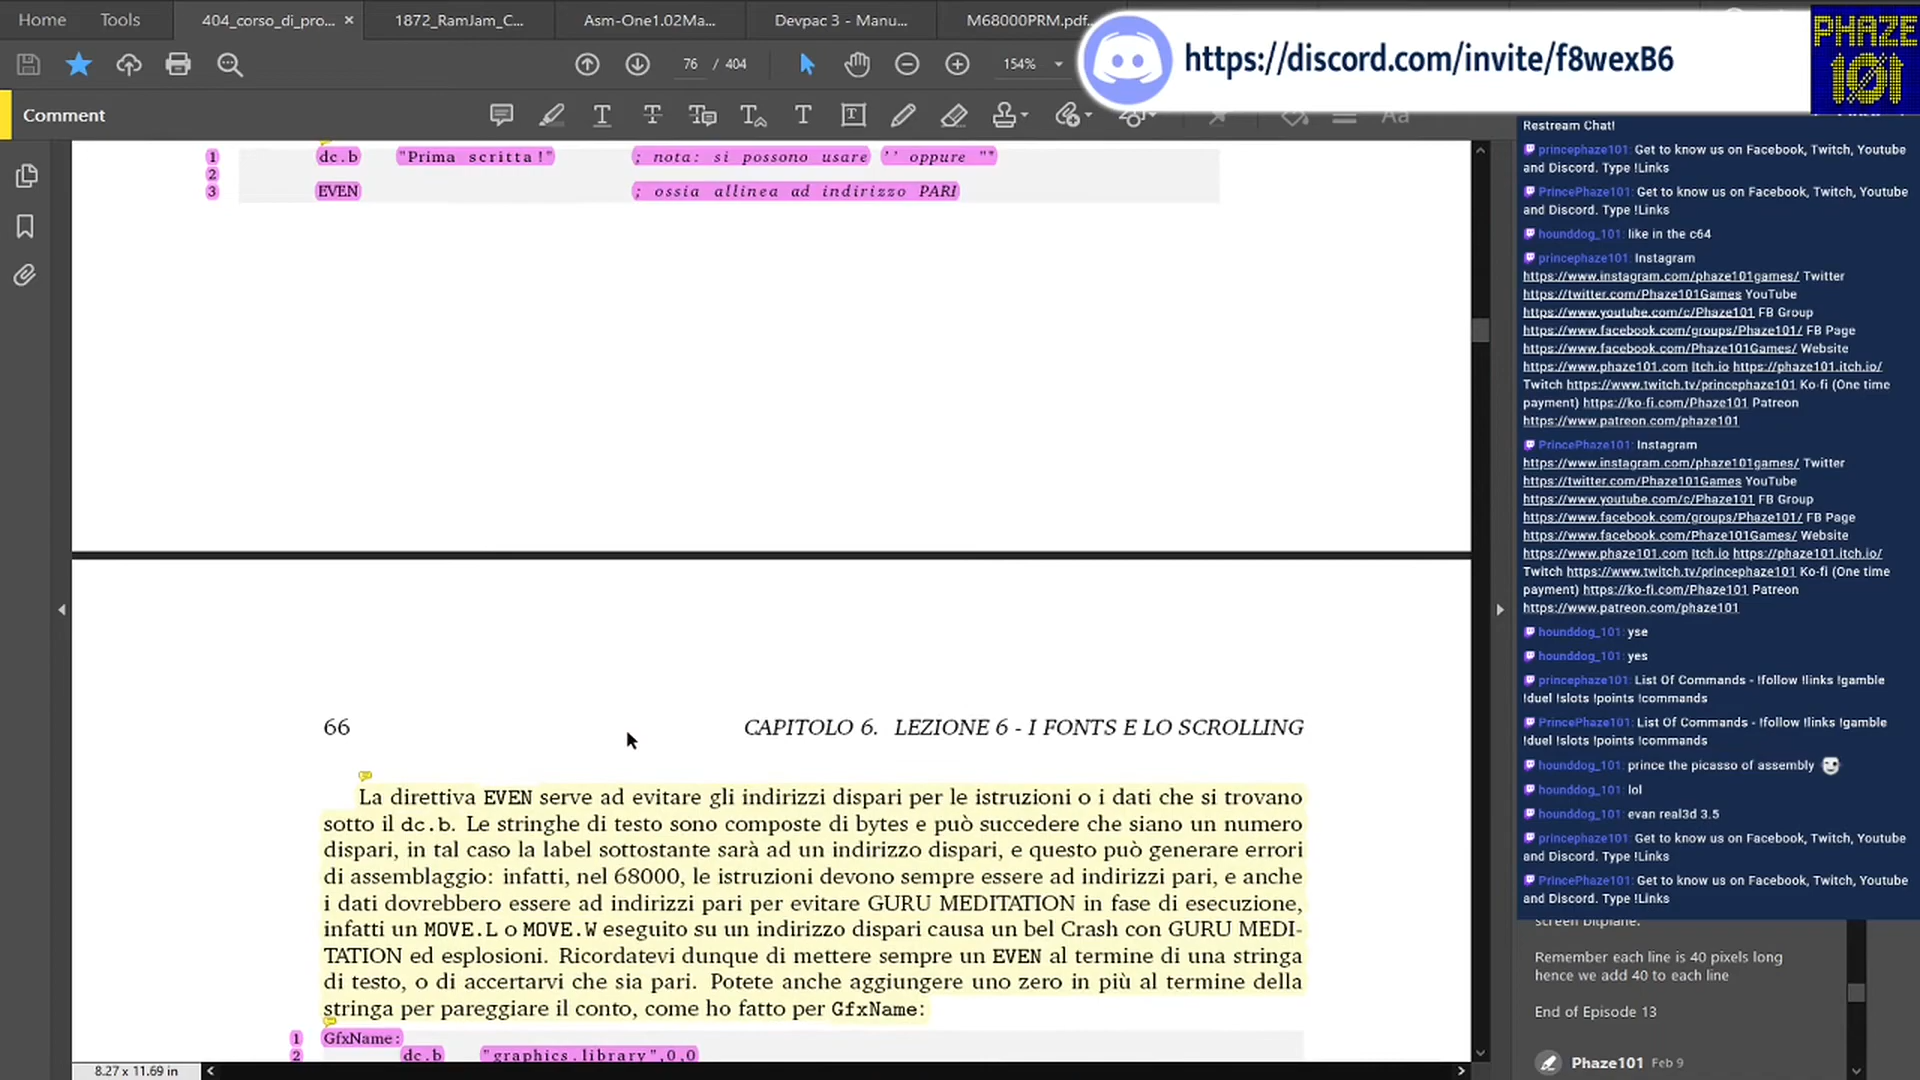 Home
Tools
404_corso_di_pro...
1872_RamJam_C...
Asm-One1.02Ma...
Devpac 3 - Manu...
M68000PRM.pdf...
https://discord.com/invite/f8wexB6
PHAZE
101
76 / 404
154%
Comment
1 dc.b "Prima scritta!" ; nota: si possono usare '' oppure ""
2
3 EVEN ; ossia allinea ad indirizzo PARI
66 CAPITOLO 6. LEZIONE 6 - I FONTS E LO SCROLLING
La direttiva EVEN serve ad evitare gli indirizzi dispari per le istruzioni o i dati che si trovano
sotto il dc.b. Le stringhe di testo sono composte di bytes e può succedere che siano un numero
dispari, in tal caso la label sottostante sarà ad un indirizzo dispari, e questo può generare errori
di assemblaggio: infatti, nel 68000, le istruzioni devono sempre essere ad indirizzi pari, e anche
i dati dovrebbero essere ad indirizzi pari per evitare GURU MEDITATION in fase di esecuzione,
infatti un MOVE.L o MOVE.W eseguito su un indirizzo dispari causa un bel Crash con GURU MEDI-
TATION ed esplosioni. Ricordatevi dunque di mettere sempre un EVEN al termine di una stringa
di testo, o di accertarvi che sia pari. Potete anche aggiungere uno zero in più al termine della
stringa per pareggiare il conto, come ho fatto per GfxName:
1 GfxName:
2 dc.b "graphics.library",0,0
8.27 x 11.69 in
Restream Chat!
princephaze101: Get to know us on Facebook, Twitch, Youtube
and Discord. Type !Links
PrincePhaze101: Get to know us on Facebook, Twitch, Youtube
and Discord. Type !Links
hounddog_101: like in the c64
princephaze101: Instagram
https://www.instagram.com/phaze101games/ Twitter
https://twitter.com/Phaze101Games YouTube
https://www.youtube.com/c/Phaze101 FB Group
https://www.facebook.com/groups/Phaze101/ FB Page
https://www.facebook.com/Phaze101Games/ Website
https://www.phaze101.com Itch.io https://phaze101.itch.io/
Twitch https://www.twitch.tv/princephaze101 Ko-fi (One time
payment) https://ko-fi.com/Phaze101 Patreon
https://www.patreon.com/phaze101
PrincePhaze101: Instagram
https://www.instagram.com/phaze101games/ Twitter
https://twitter.com/Phaze101Games YouTube
https://www.youtube.com/c/Phaze101 FB Group
https://www.facebook.com/groups/Phaze101/ FB Page
https://www.facebook.com/Phaze101Games/ Website
https://www.phaze101.com Itch.io https://phaze101.itch.io/
Twitch https://www.twitch.tv/princephaze101 Ko-fi (One time
payment) https://ko-fi.com/Phaze101 Patreon
https://www.patreon.com/phaze101
hounddog_101: yse
hounddog_101: yes
princephaze101: List Of Commands - !follow !links !gamble
!duel !slots !points !commands
PrincePhaze101: List Of Commands - !follow !links !gamble
!duel !slots !points !commands
hounddog_101: prince the picasso of assembly
hounddog_101: lol
hounddog_101: evan real3d 3.5
princephaze101: Get to know us on Facebook, Twitch, Youtube
and Discord. Type !Links
PrincePhaze101: Get to know us on Facebook, Twitch, Youtube
and Discord. Type !Links
screen bitplane.
Remember each line is 40 pixels long
hence we add 40 to each line
End of Episode 13
Phaze101 Feb 9